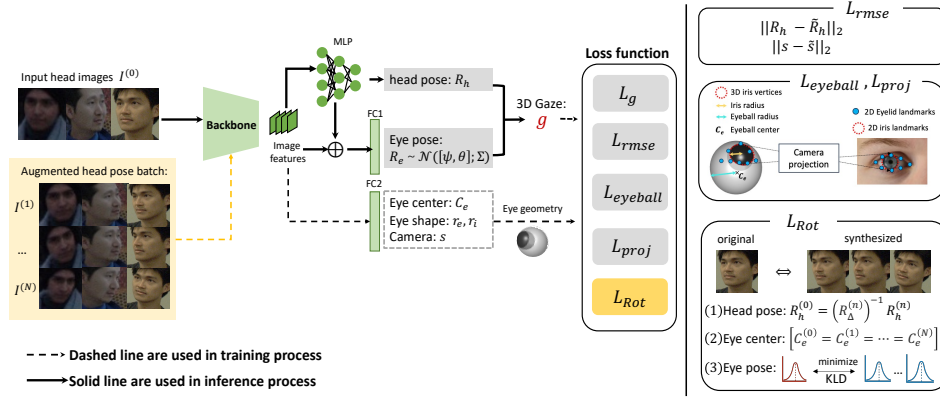 Input head images I^(0)
Augmented head pose batch:
I^(1)
...
I^(N)
Backbone
Image
features
MLP
head pose: R_h
FC1
Eye pose:
R_e ~ 𝒩([ψ, θ]; Σ)
FC2
Eye center: C_e
Eye shape: r_e, r_i
Camera: s
3D Gaze:
g
Eye geometry
Loss function
L_g
L_rmse
L_eyeball
L_proj
L_Rot
Dashed line are used in training process
Solid line are used in inference process
L_rmse
||R_h − R̃_h||_2
||s − s̃||_2
L_eyeball , L_proj
3D iris vertices
Iris radius
Eyeball radius
C_e Eyeball center
C_e
Camera
projection
2D Eyelid landmarks
2D iris landmarks
L_Rot
original synthesized
⇔
(1)Head pose: R_h^(0) = (R_Δ^(n))^−1 R_h^(n)
(2)Eye center: [C_e^(0) = C_e^(1) = ⋯ = C_e^(N)]
(3)Eye pose: minimize ...
KLD